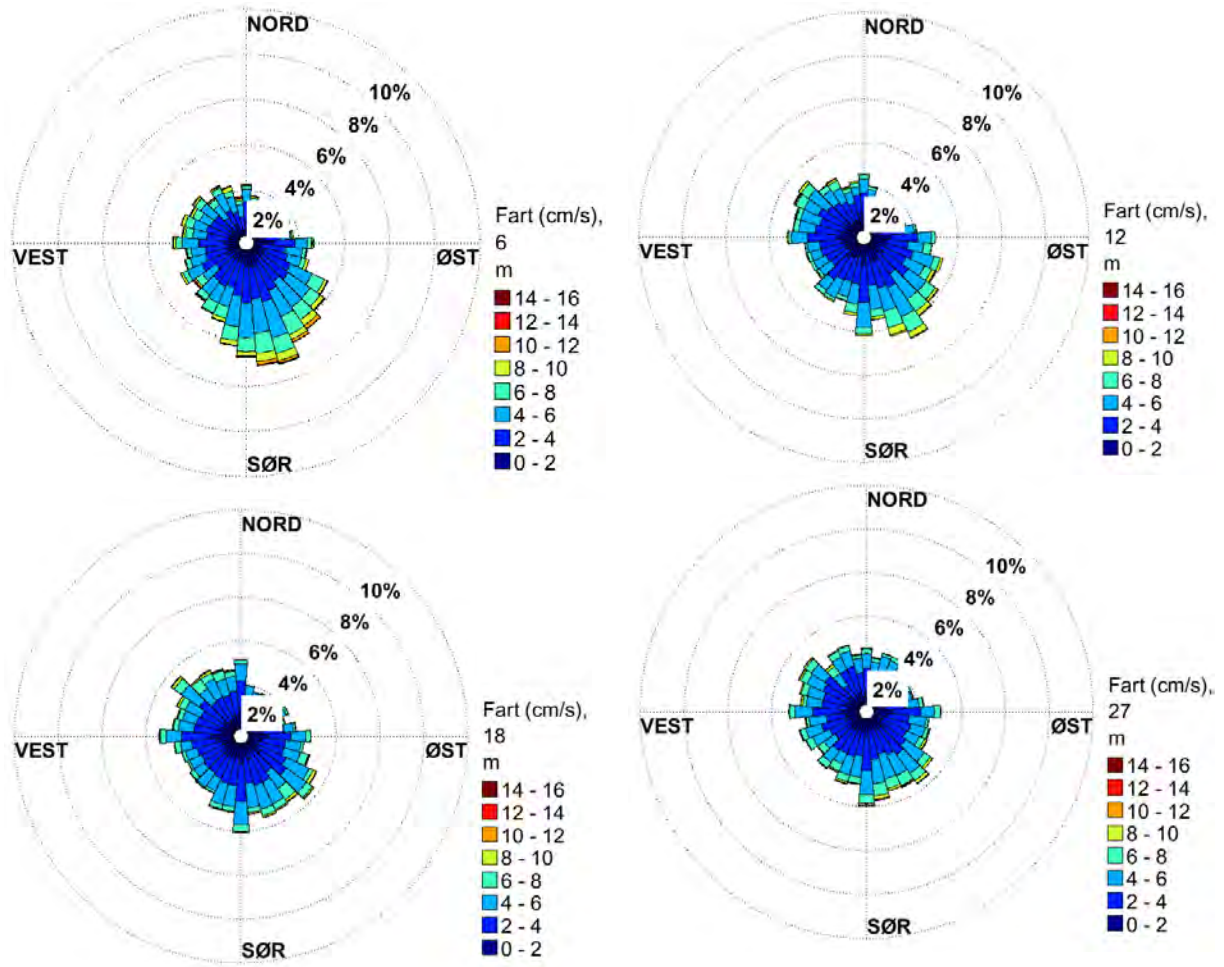 NORD
10%
8%
6%
4%
2%
VEST
ØST
SØR
Fart (cm/s),
6
m
14 - 16
12 - 14
10 - 12
8 - 10
6 - 8
4 - 6
2 - 4
0 - 2
NORD
10%
8%
6%
4%
2%
VEST
ØST
SØR
Fart (cm/s),
12
m
14 - 16
12 - 14
10 - 12
8 - 10
6 - 8
4 - 6
2 - 4
0 - 2
NORD
10%
8%
6%
4%
2%
VEST
ØST
SØR
Fart (cm/s),
18
m
14 - 16
12 - 14
10 - 12
8 - 10
6 - 8
4 - 6
2 - 4
0 - 2
NORD
10%
8%
6%
4%
2%
VEST
ØST
SØR
Fart (cm/s),
27
m
14 - 16
12 - 14
10 - 12
8 - 10
6 - 8
4 - 6
2 - 4
0 - 2